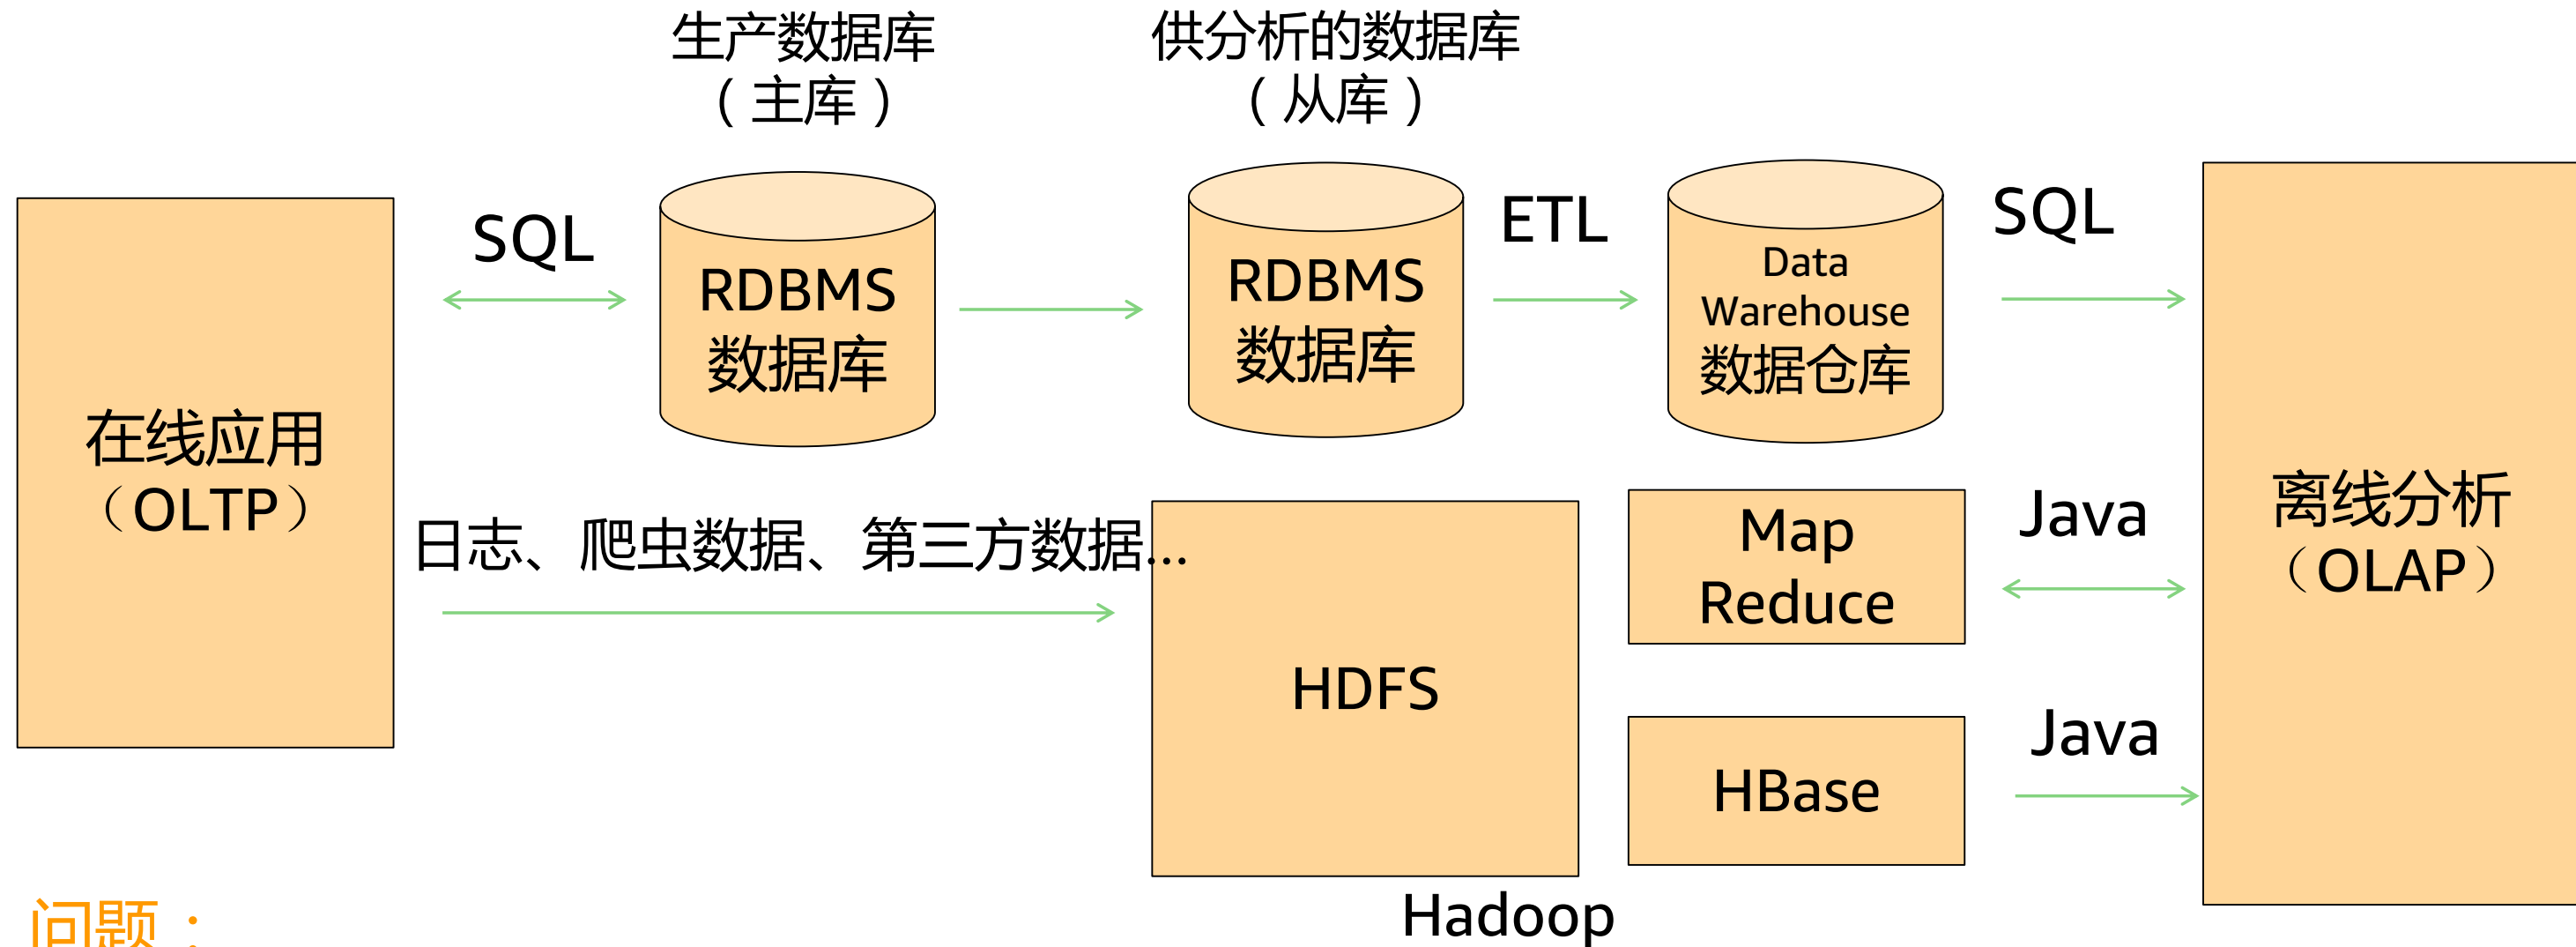 生产数据库
（主库）
供分析的数据库
（从库）
在线应用
（OLTP）
SQL
RDBMS
数据库
RDBMS
数据库
ETL
Data
Warehouse
数据仓库
SQL
离线分析
（OLAP）
日志、爬虫数据、第三方数据...
HDFS
Map
Reduce
Java
HBase
Java
Hadoop
问题：